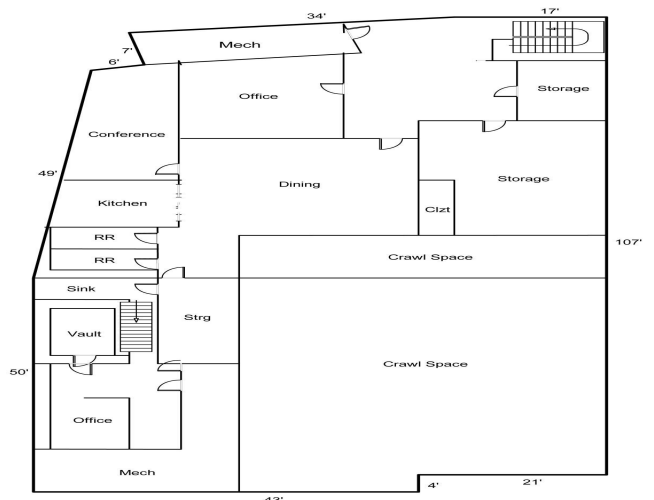 34'
17'
7'
Mech
6'
Office
Storage
Conference
49'
Dining
Storage
Kitchen
Clzt
RR
107'
RR
Crawl Space
Sink
Strg
Vault
Crawl Space
50'
Office
Mech
4'
21'
43'